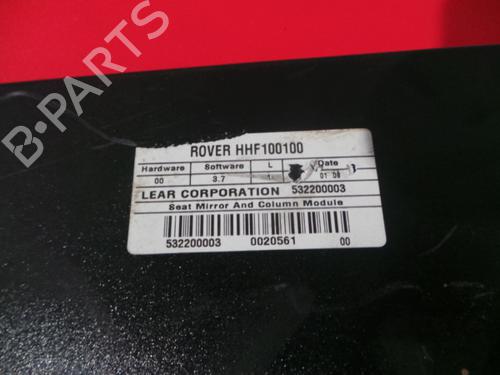 B-PARTS
ROVER HHF100100
Hardware Software L Date
00 3.7 01 09
LEAR CORPORATION 532200003
Seat Mirror And Column Module
532200003 0020561 00